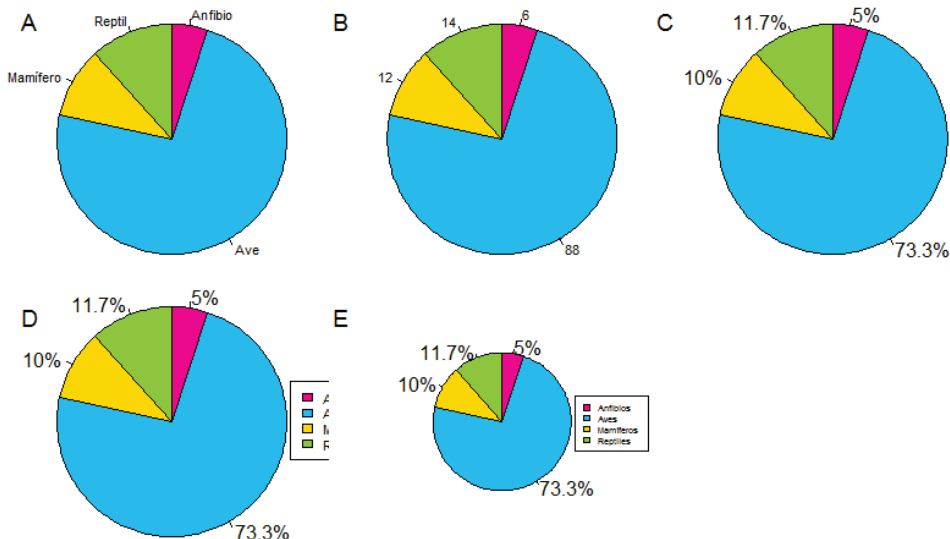 A
Reptil
Anfibio
Mamífero
Ave
B
14
6
12
88
C
11.7%
5%
10%
73.3%
D
11.7%
5%
10%
A
A
M
R
73.3%
E
11.7%
5%
10%
Anfibios
Aves
Mamíferos
Reptiles
73.3%